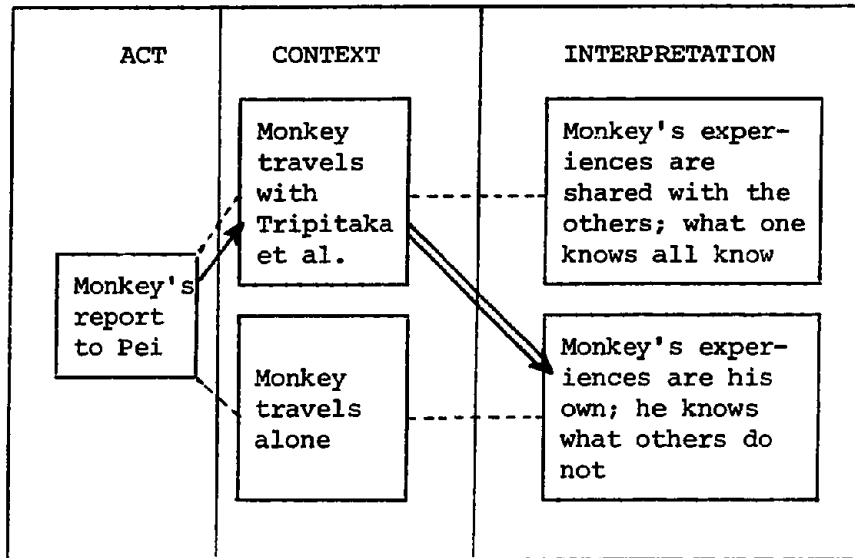 ACT
CONTEXT
INTERPRETATION
Monkey's
report
to Pei
Monkey
travels
with
Tripitaka
et al.
Monkey
travels
alone
Monkey's exper-
iences are
shared with the
others; what one
knows all know
Monkey's exper-
iences are his
own; he knows
what others do
not